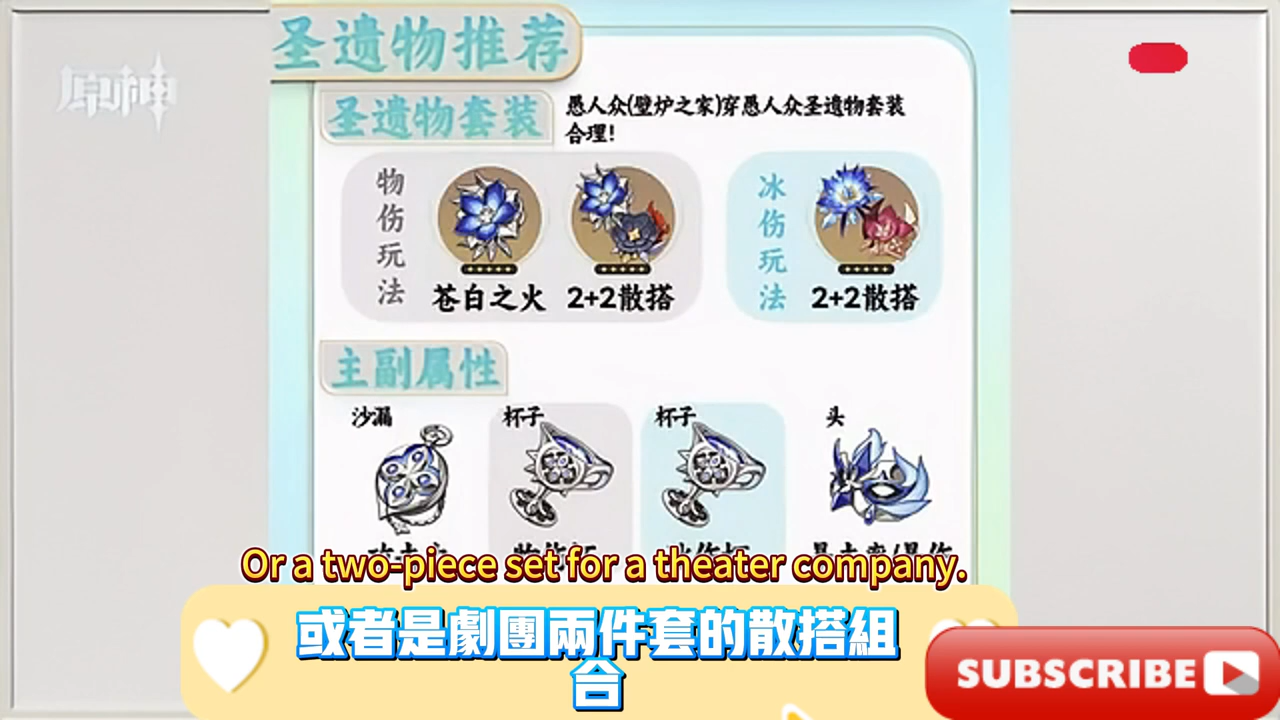 圣遗物推荐
原神
圣遗物套装
愚人众(壁炉之家)穿愚人众圣遗物套装
合理!
物伤玩法
苍白之火
2+2散搭
冰伤玩法
2+2散搭
主副属性
沙漏
杯子
杯子
头
Or a two-piece set for a theater company.
或者是劇團兩件套的散搭組
合
SUBSCRIBE